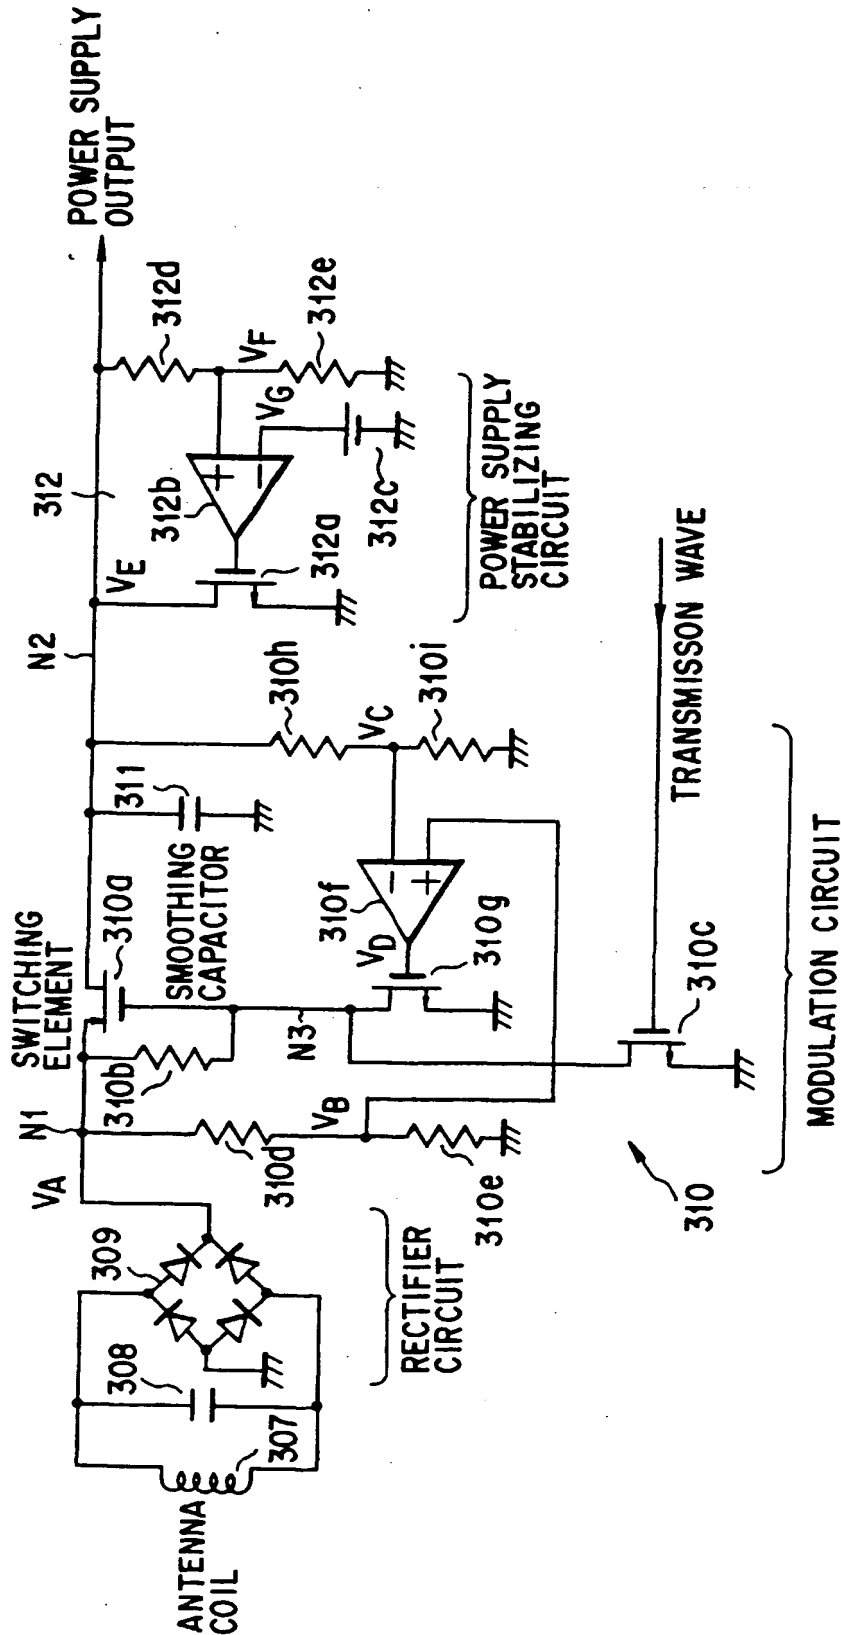 ANTENNA
COIL
307
308
309
RECTIFIER
CIRCUIT
VA
N1
310d
VB
310e
310b
SWITCHING
ELEMENT
310a
N3
SMOOTHING
CAPACITOR
311
310f
VD
310g
−
+
VC
310h
310i
310
310c
MODULATION CIRCUIT
TRANSMISSON WAVE
N2
VE
312
312a
312b
+
−
VG
312c
VF
312d
312e
POWER SUPPLY
STABILIZING
CIRCUIT
POWER SUPPLY
OUTPUT